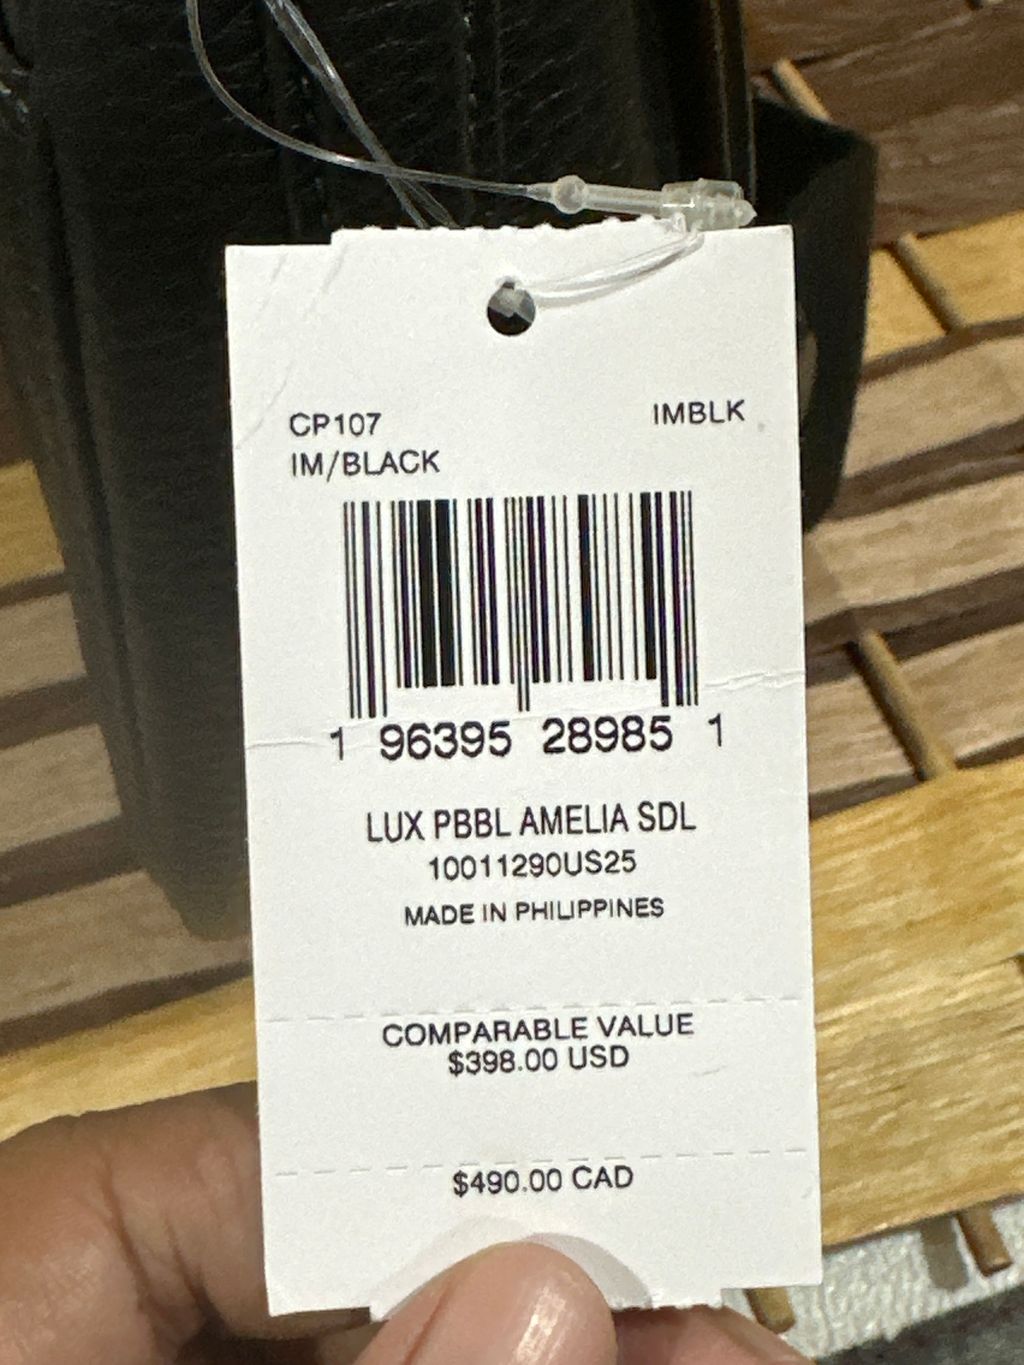 CP107 IMBLK
IM/BLACK
1 96395 28985 1
LUX PBBL AMELIA SDL
10011290US25
MADE IN PHILIPPINES
COMPARABLE VALUE
$398.00 USD
$490.00 CAD